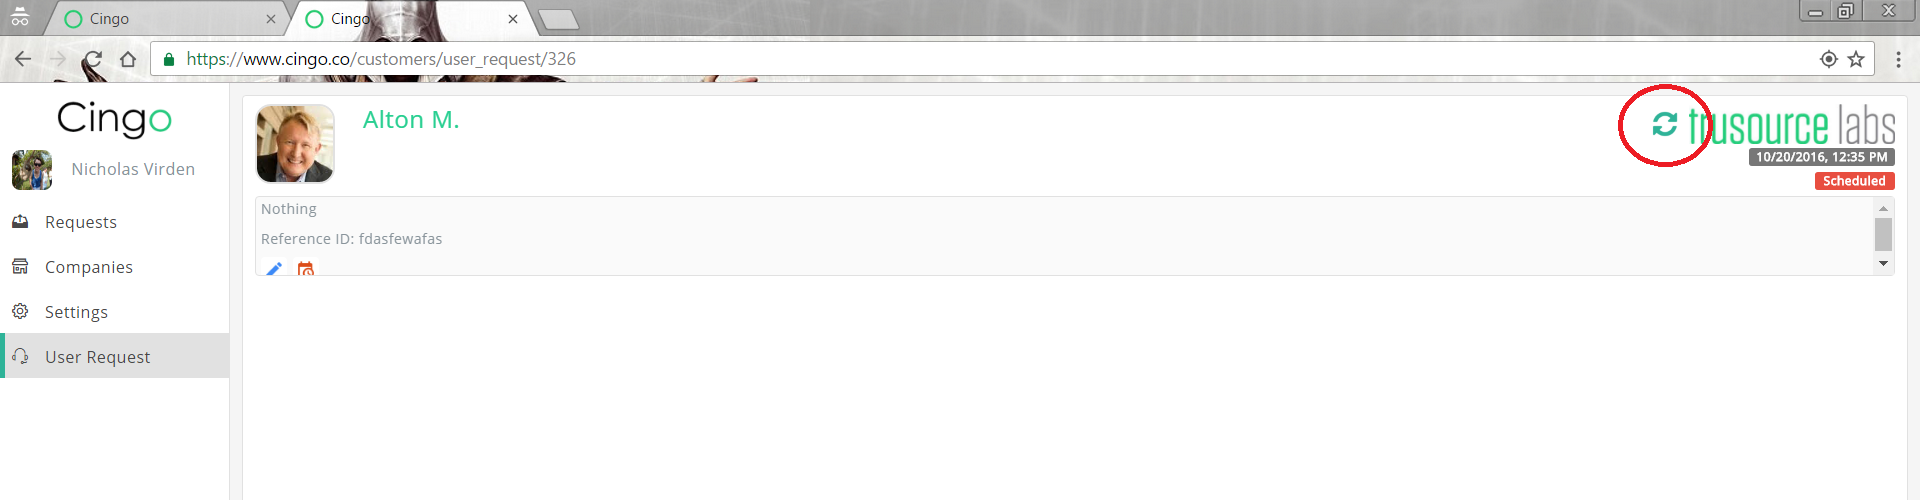 Cingo
Cingo
https://www.cingo.co/customers/user_request/326
Cingo
Nicholas Virden
Requests
Companies
Settings
User Request
Alton M.
trusource labs
10/20/2016, 12:35 PM
Scheduled
Nothing
Reference ID: fdasfewafas